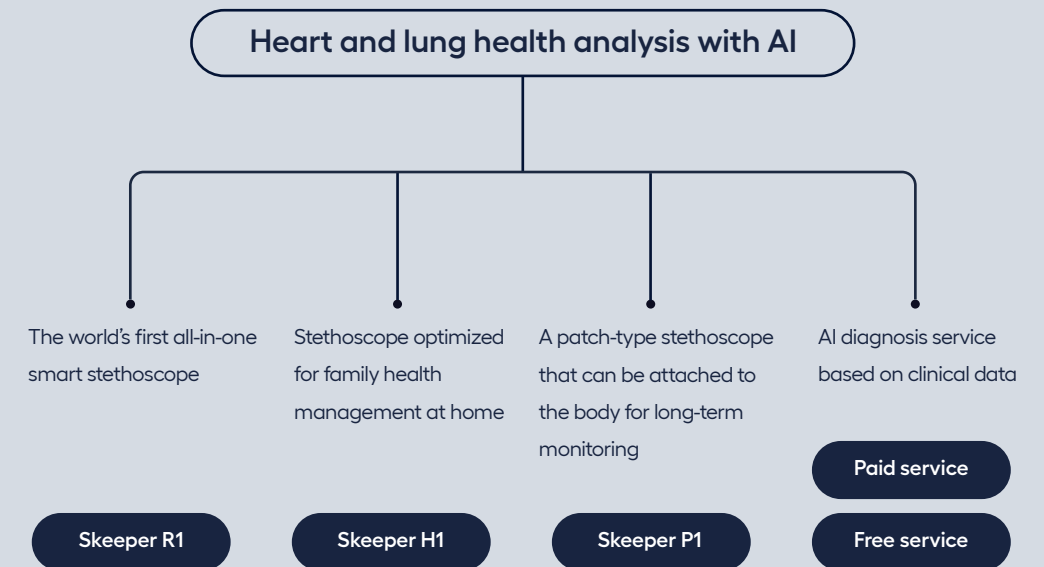 Heart and lung health analysis with AI
The world's first all-in-one
smart stethoscope
Skeeper R1
Stethoscope optimized
for family health
management at home
Skeeper H1
A patch-type stethoscope
that can be attached to
the body for long-term
monitoring
Skeeper P1
AI diagnosis service
based on clinical data
Paid service
Free service